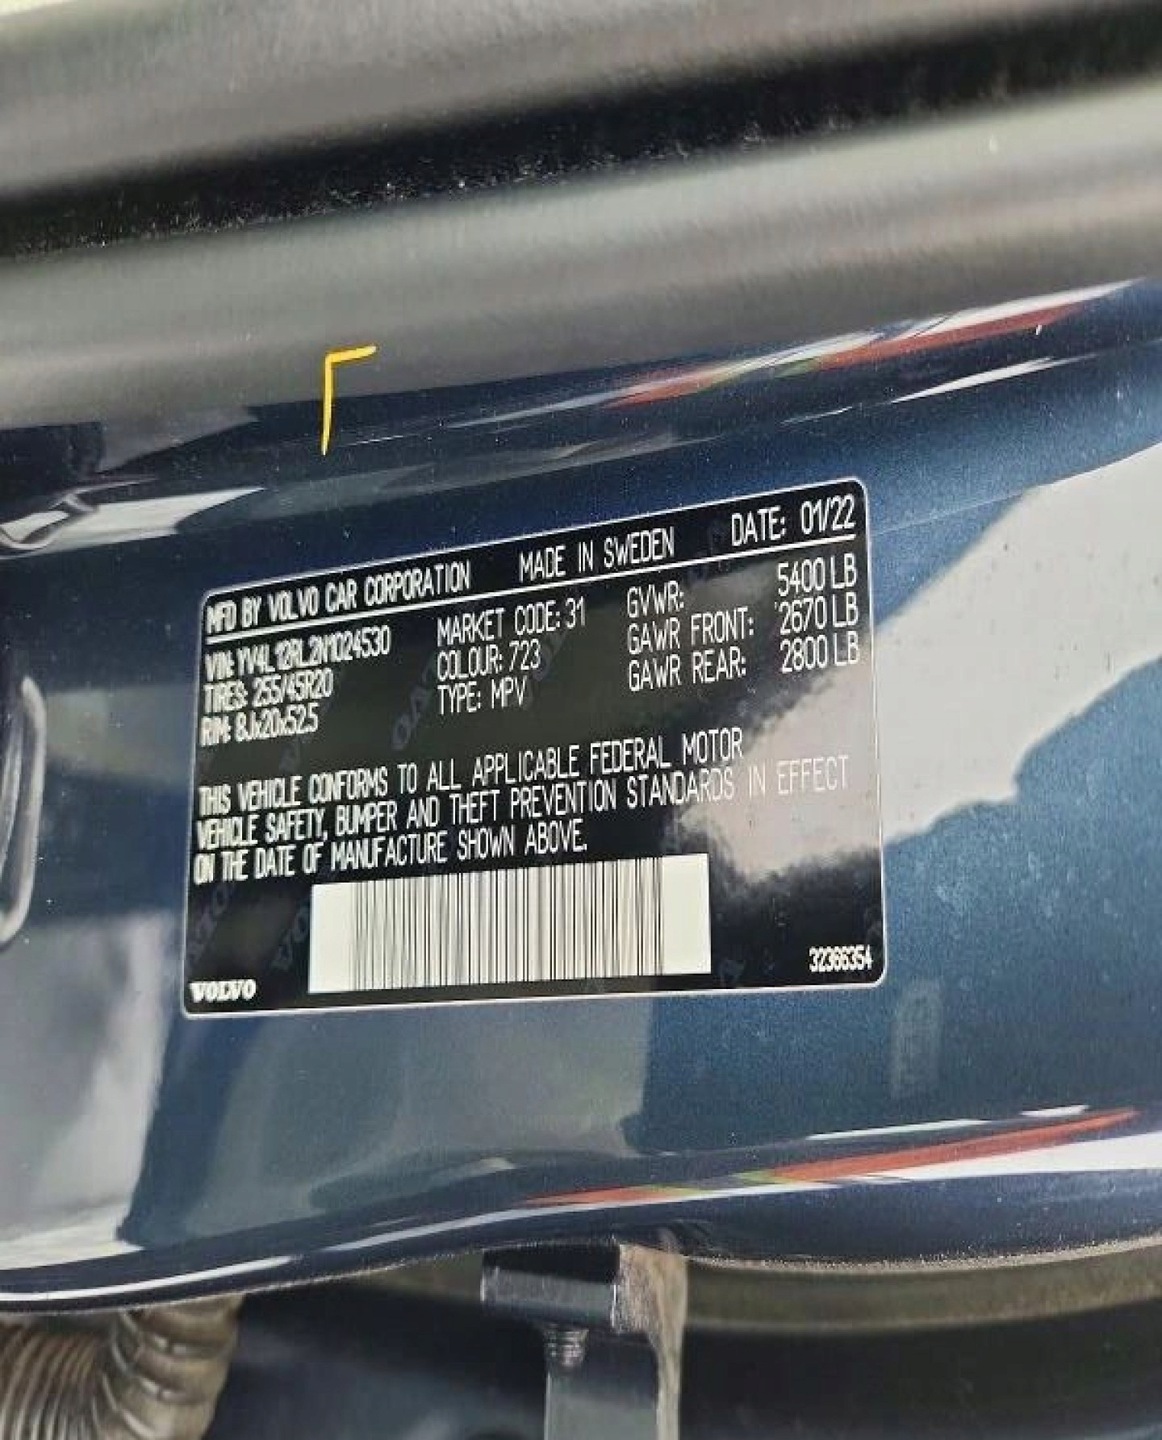 MFD BY VOLVO CAR CORPORATION MADE IN SWEDEN DATE: 01/22
VIN: YV4L12RL2N1024530 MARKET CODE: 31 GVWR: 5400 LB
TIRES: 255/45R20 COLOUR: 723 GAWR FRONT: 2670 LB
RIM: 8Jx20x52.5 TYPE: MPV GAWR REAR: 2800 LB
THIS VEHICLE CONFORMS TO ALL APPLICABLE FEDERAL MOTOR
VEHICLE SAFETY, BUMPER AND THEFT PREVENTION STANDARDS IN EFFECT
ON THE DATE OF MANUFACTURE SHOWN ABOVE.
VOLVO 32366354